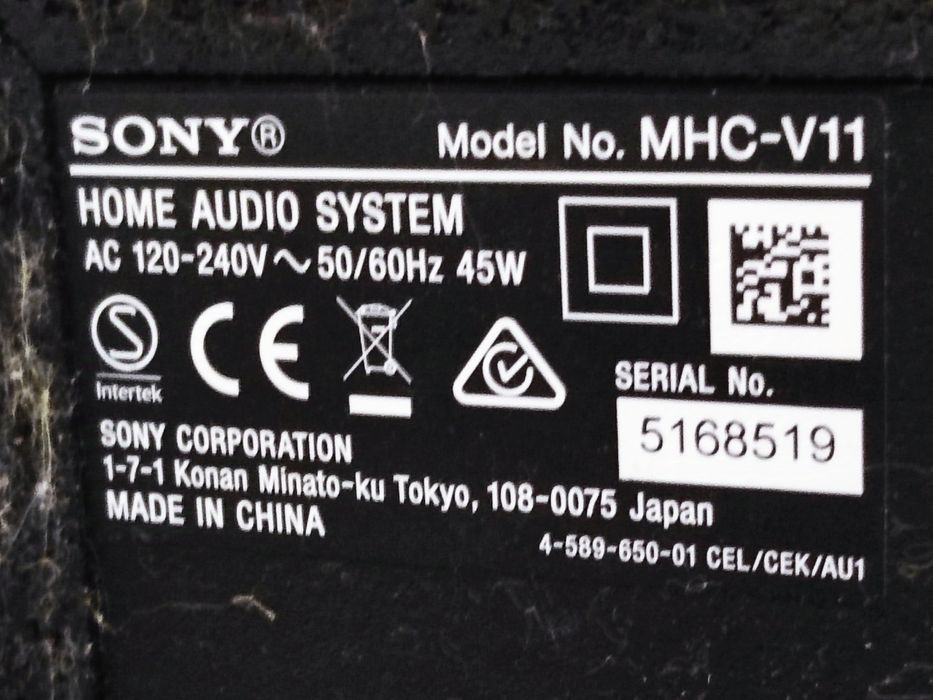 SONY® Model No. MHC-V11
HOME AUDIO SYSTEM
AC 120-240V ~ 50/60Hz 45W
S
Intertek
CE
SERIAL No.
5168519
SONY CORPORATION
1-7-1 Konan Minato-ku Tokyo, 108-0075 Japan
MADE IN CHINA
4-589-650-01 CEL/CEK/AU1